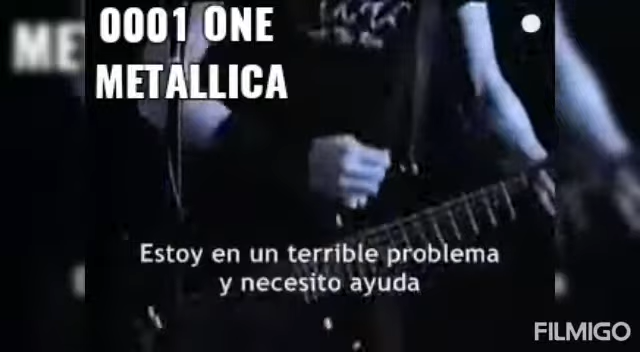 0001 ONE
METALLICA
Estoy en un terrible problema
y necesito ayuda
FILMIGO